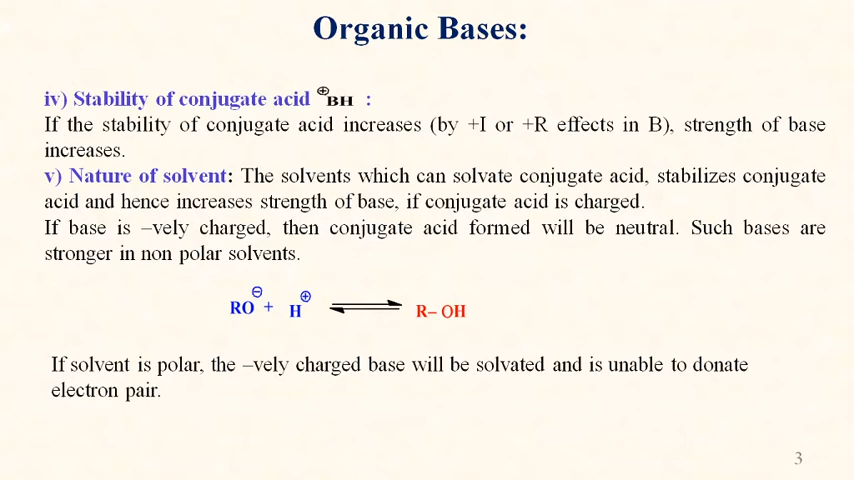 Organic Bases:
iv) Stability of conjugate acid ⊕BH :
If the stability of conjugate acid increases (by +I or +R effects in B), strength of base
increases.
v) Nature of solvent: The solvents which can solvate conjugate acid, stabilizes conjugate
acid and hence increases strength of base, if conjugate acid is charged.
If base is –vely charged, then conjugate acid formed will be neutral. Such bases are
stronger in non polar solvents.
RO⊖ + H⊕ ⇌ R– OH
If solvent is polar, the –vely charged base will be solvated and is unable to donate
electron pair.
3